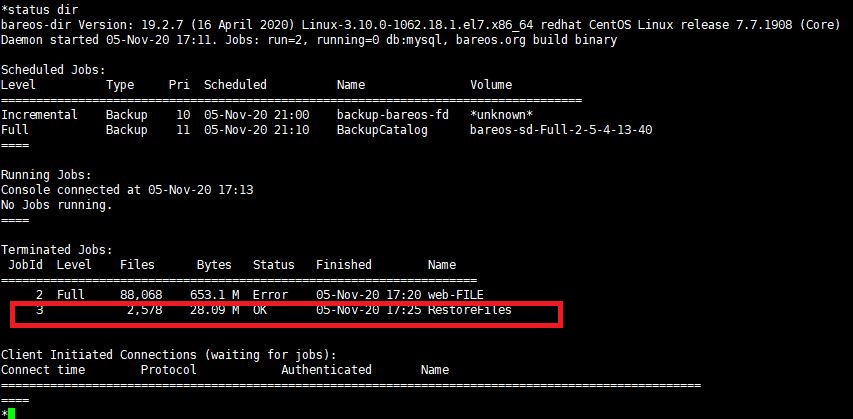 *status dir
bareos-dir Version: 19.2.7 (16 April 2020) Linux-3.10.0-1062.18.1.el7.x86_64 redhat CentOS Linux release 7.7.1908 (Core)
Daemon started 05-Nov-20 17:11. Jobs: run=2, running=0 db:mysql, bareos.org build binary
Scheduled Jobs:
Level          Type     Pri  Scheduled          Name               Volume
===================================================================================
Incremental    Backup    10  05-Nov-20 21:00    backup-bareos-fd   *unknown*
Full           Backup    11  05-Nov-20 21:10    BackupCatalog      bareos-sd-Full-2-5-4-13-40
====
Running Jobs:
Console connected at 05-Nov-20 17:13
No Jobs running.
====
Terminated Jobs:
 JobId  Level    Files      Bytes   Status   Finished        Name
====================================================================
     2  Full     88,068    653.1 M  Error    05-Nov-20 17:20 web-FILE
     3            2,578    28.09 M  OK       05-Nov-20 17:25 RestoreFiles
Client Initiated Connections (waiting for jobs):
Connect time        Protocol            Authenticated       Name
====================================================================================================
====
*